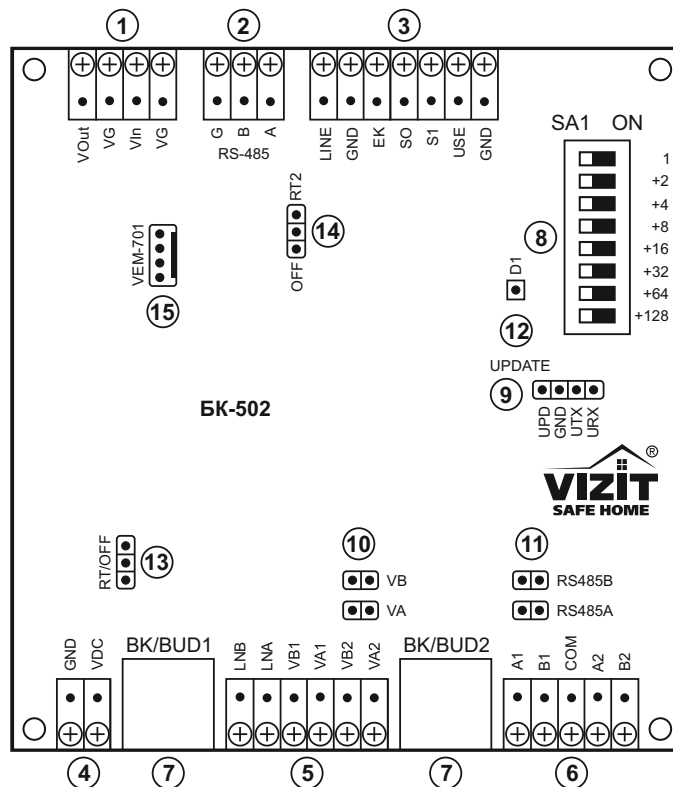 1 2 3
VOut VG VIn VG
G B A
RS-485
LINE GND EK SO S1 USE GND
SA1 ON
1
+2
+4
+8
+16
+32
+64
+128
8
RT2
OFF
14
VEM-701
15
D1
12
UPDATE
9
UPD GND UTX URX
БК-502
VIZIT®
SAFE HOME
RT/OFF
13
10
VB
VA
11
RS485B
RS485A
GND VDC
BK/BUD1
LNB LNA VB1 VA1 VB2 VA2
BK/BUD2
A1 B1 COM A2 B2
4 7 5 7 6